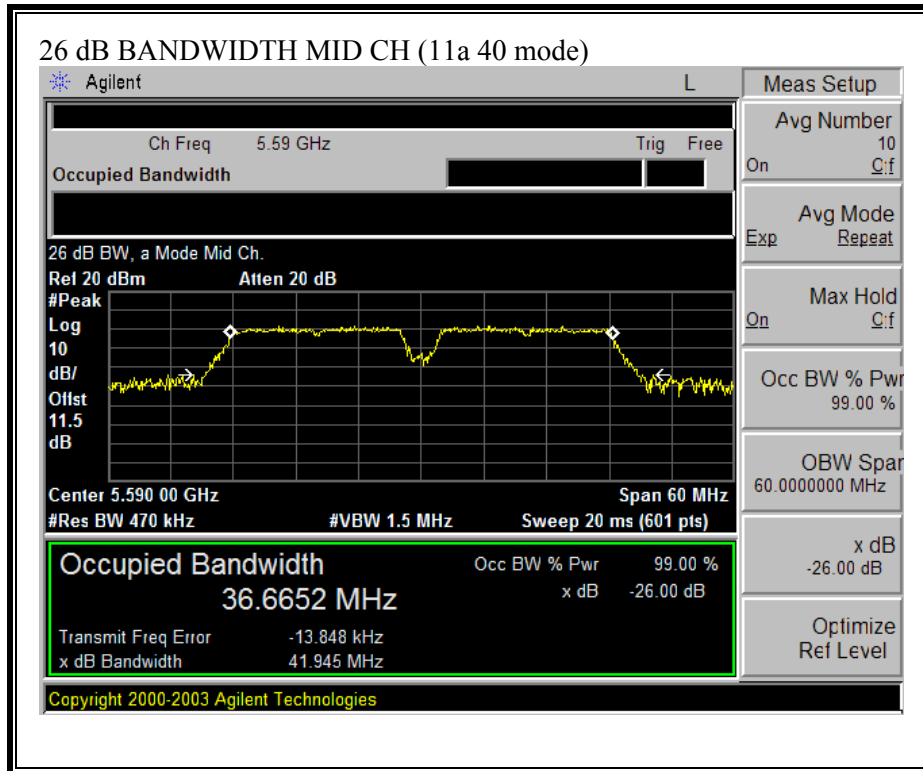 26 dB BANDWIDTH MID CH (11a 40 mode)
Agilent L
Meas Setup
Ch Freq 5.59 GHz Trig Free
Occupied Bandwidth
Avg Number
10
On Off
Avg Mode
Exp Repeat
26 dB BW, a Mode Mid Ch.
Ref 20 dBm Atten 20 dB
#Peak
Log
10
dB/
Offst
11.5
dB
Max Hold
On Off
Occ BW % Pwr
99.00 %
OBW Span
60.0000000 MHz
Center 5.590 00 GHz Span 60 MHz
#Res BW 470 kHz #VBW 1.5 MHz Sweep 20 ms (601 pts)
x dB
-26.00 dB
Occupied Bandwidth
36.6652 MHz
Occ BW % Pwr 99.00 %
x dB -26.00 dB
Transmit Freq Error -13.848 kHz
x dB Bandwidth 41.945 MHz
Optimize
Ref Level
Copyright 2000-2003 Agilent Technologies